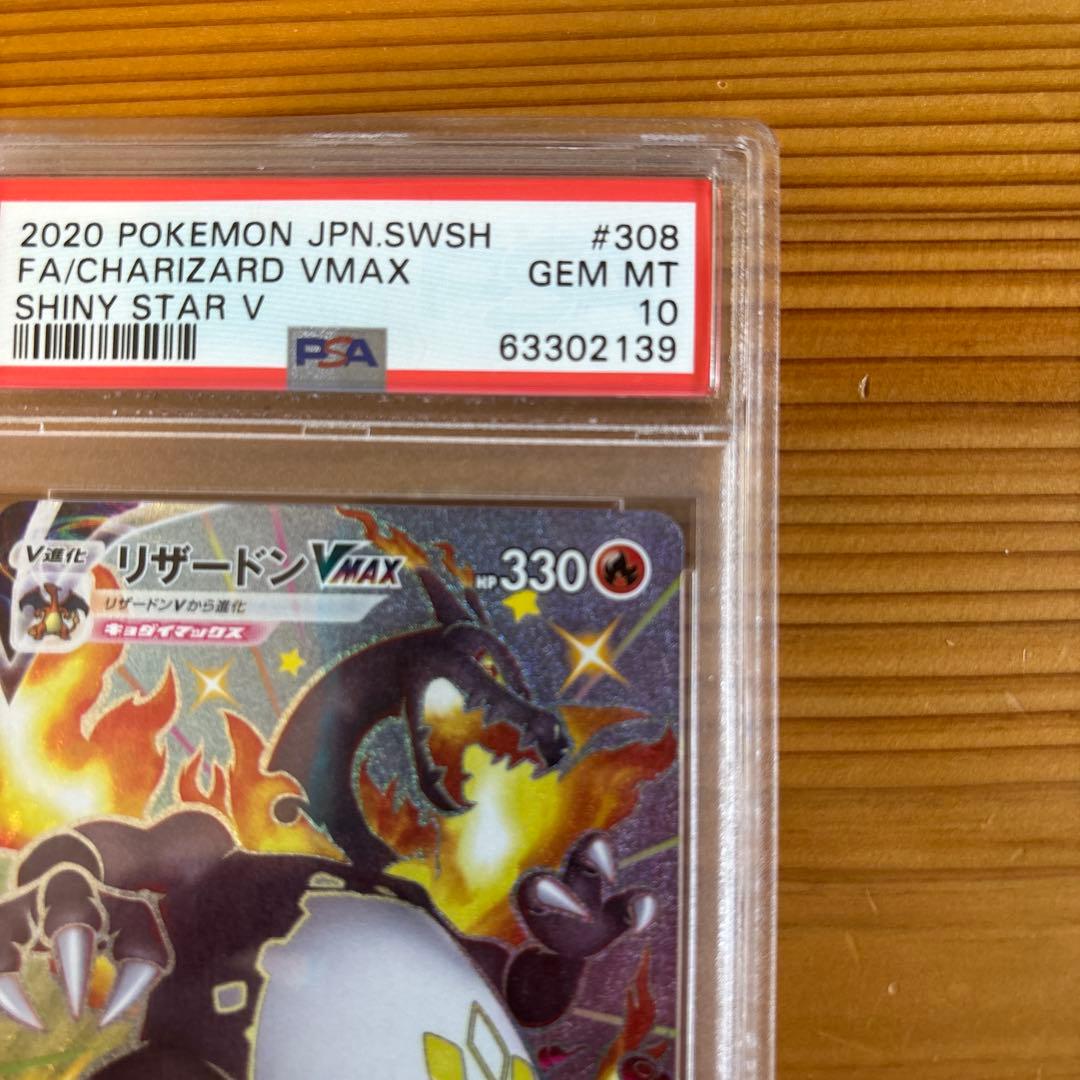 2020 POKEMON JPN.SWSH #308
FA/CHARIZARD VMAX GEM MT
SHINY STAR V 10
PSA 63302139
V進化 リザードンVMAX HP330
リザードンVから進化
キョダイマックス